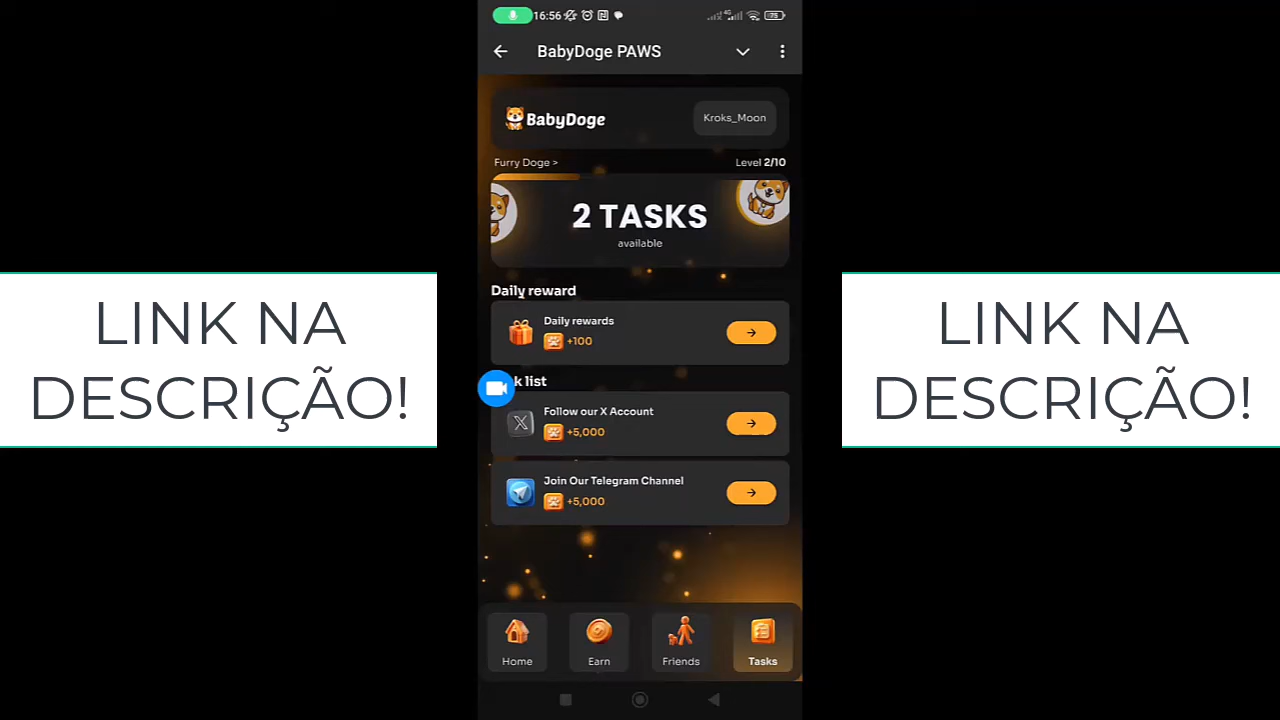 16:56
4G
75
BabyDoge PAWS
BabyDoge
Kroks_Moon
Furry Doge >
Level 2/10
2 TASKS
available
LINK NA
DESCRIÇÃO!
LINK NA
DESCRIÇÃO!
Daily reward
Daily rewards
+100
k list
Follow our X Account
+5,000
Join Our Telegram Channel
+5,000
Home
Earn
Friends
Tasks